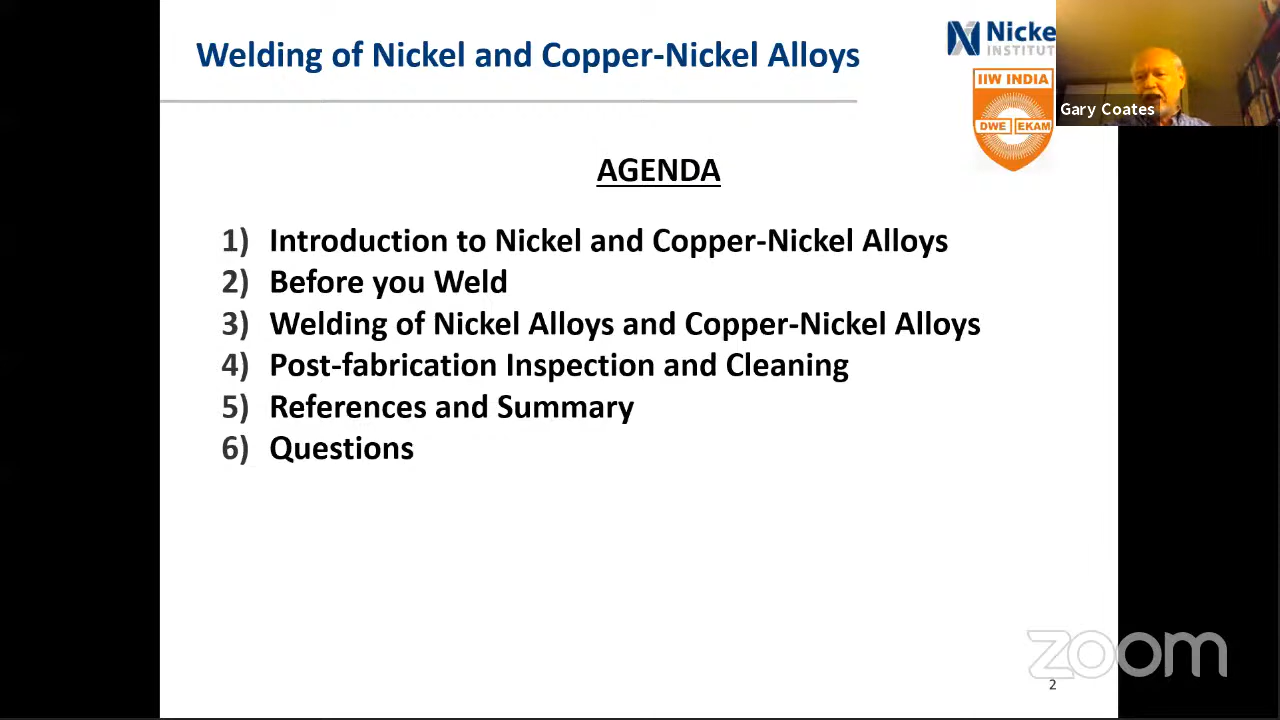 Welding of Nickel and Copper-Nickel Alloys
Nicke
INSTITUT
IIW INDIA
DWE EKAM
Gary Coates
AGENDA
1) Introduction to Nickel and Copper-Nickel Alloys
2) Before you Weld
3) Welding of Nickel Alloys and Copper-Nickel Alloys
4) Post-fabrication Inspection and Cleaning
5) References and Summary
6) Questions
zoom
2